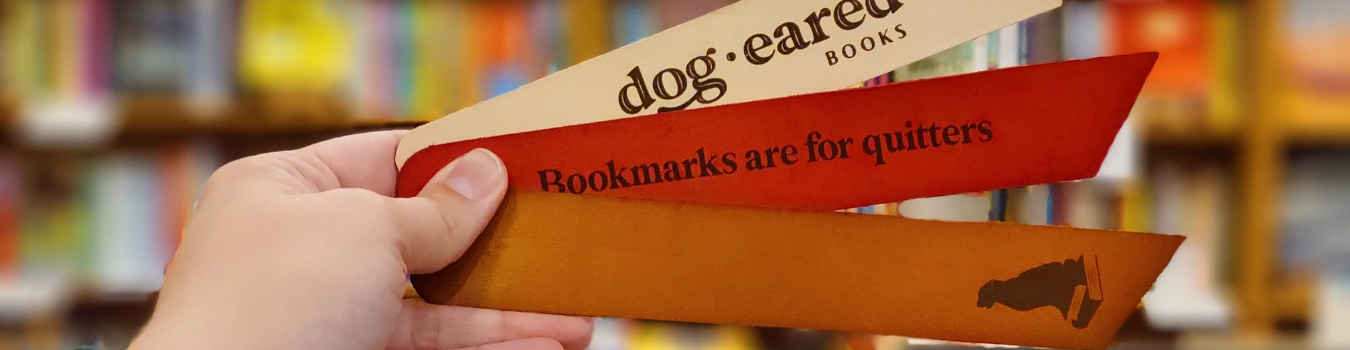 dog·eared
BOOKS
Bookmarks are for quitters